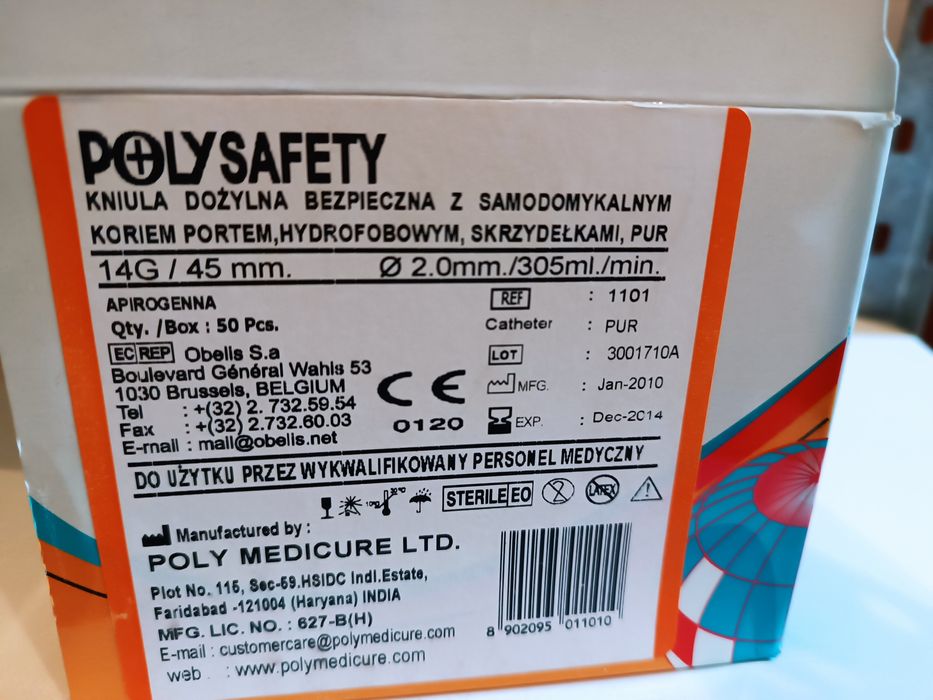 POLYSAFETY
KNIULA DOŻYLNA BEZPIECZNA Z SAMODOMYKALNYM
KORIEM PORTEM,HYDROFOBOWYM, SKRZYDEŁKAMI, PUR
14G / 45 mm. Ø 2.0mm./305ml./min.
APIROGENNA
Qty. /Box : 50 Pcs.
EC REP Obelis S.a
Boulevard Général Wahis 53
1030 Brussels, BELGIUM
Tel : +(32) 2. 732.59.54
Fax : +(32) 2.732.60.03
E-mail : mail@obelis.net
CE
0120
REF : 1101
Catheter : PUR
LOT : 3001710A
MFG. : Jan-2010
EXP. : Dec-2014
DO UŻYTKU PRZEZ WYKWALIFIKOWANY PERSONEL MEDYCZNY
STERILE EO 2 LATEX
Manufactured by :
POLY MEDICURE LTD.
Plot No. 115, Sec-59.HSIDC Indl.Estate,
Faridabad -121004 (Haryana) INDIA
MFG. LIC. NO. : 627-B(H)
E-mail : customercare@polymedicure.com
web : www.polymedicure.com
8 902095 011010